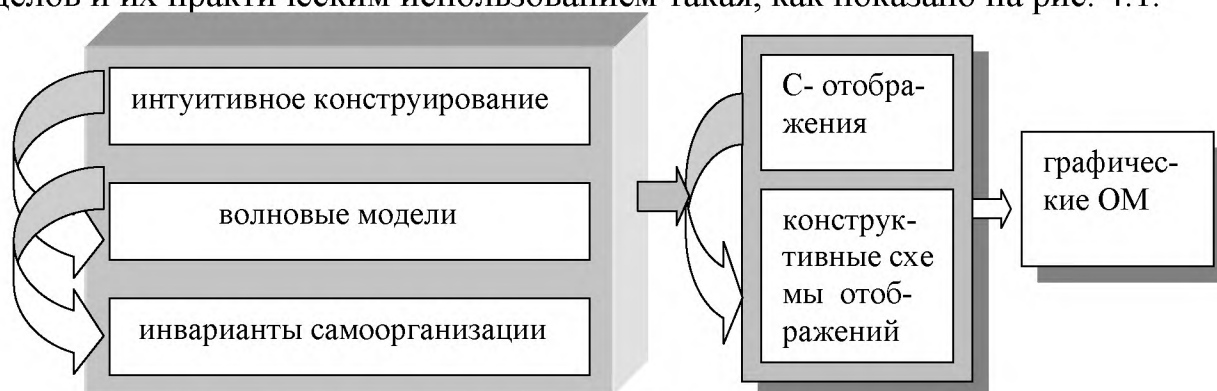 делов и их практическим использованием такая, как показано на рис. 4.1.
интуитивное конструирование
волновые модели
инварианты самоорганизации
С- отобра-
жения
конструк-
тивные схе
мы отоб-
ражений
графичес-
кие ОМ